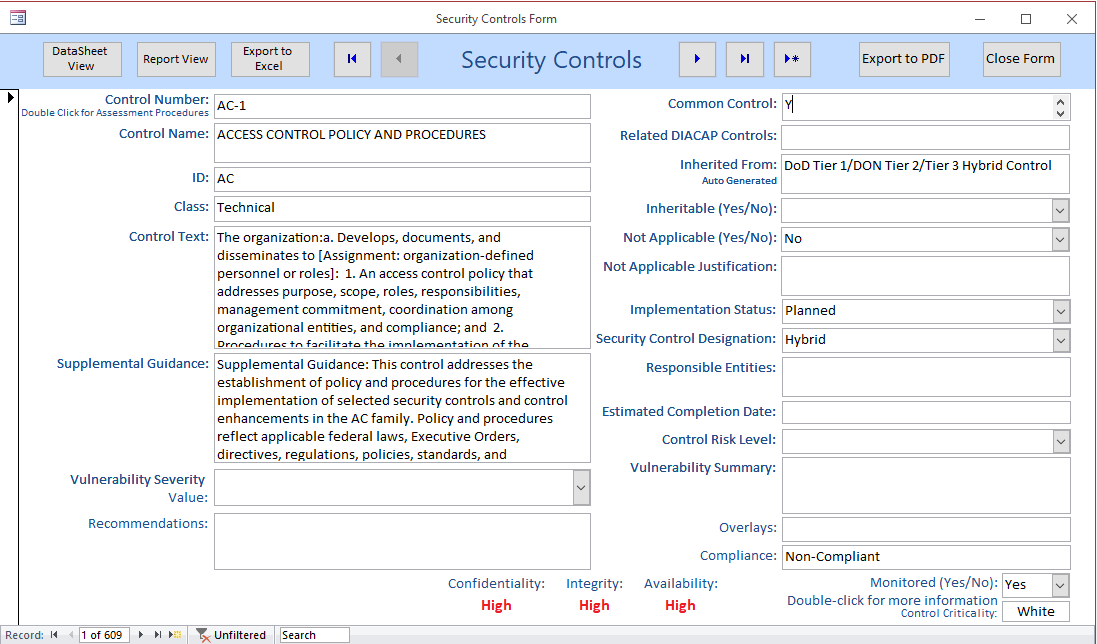 Security Controls Form
DataSheet
View
Report View
Export to
Excel
Security Controls
Export to PDF
Close Form
Control Number:
Double Click for Assessment Procedures
AC-1
Control Name:
ACCESS CONTROL POLICY AND PROCEDURES
ID:
AC
Class:
Technical
Control Text:
The organization:a. Develops, documents, and
disseminates to [Assignment: organization-defined
personnel or roles]: 1. An access control policy that
addresses purpose, scope, roles, responsibilities,
management commitment, coordination among
organizational entities, and compliance; and 2.
Procedures to facilitate the implementation of the
Supplemental Guidance:
Supplemental Guidance: This control addresses the
establishment of policy and procedures for the effective
implementation of selected security controls and control
enhancements in the AC family. Policy and procedures
reflect applicable federal laws, Executive Orders,
directives, regulations, policies, standards, and
Vulnerability Severity
Value:
Recommendations:
Common Control:
Y
Related DIACAP Controls:
Inherited From:
Auto Generated
DoD Tier 1/DON Tier 2/Tier 3 Hybrid Control
Inheritable (Yes/No):
Not Applicable (Yes/No):
No
Not Applicable Justification:
Implementation Status:
Planned
Security Control Designation:
Hybrid
Responsible Entities:
Estimated Completion Date:
Control Risk Level:
Vulnerability Summary:
Overlays:
Compliance:
Non-Compliant
Confidentiality:
High
Integrity:
High
Availability:
High
Monitored (Yes/No):
Yes
Double-click for more information
Control Criticality:
White
Record:
1 of 609
Unfiltered
Search